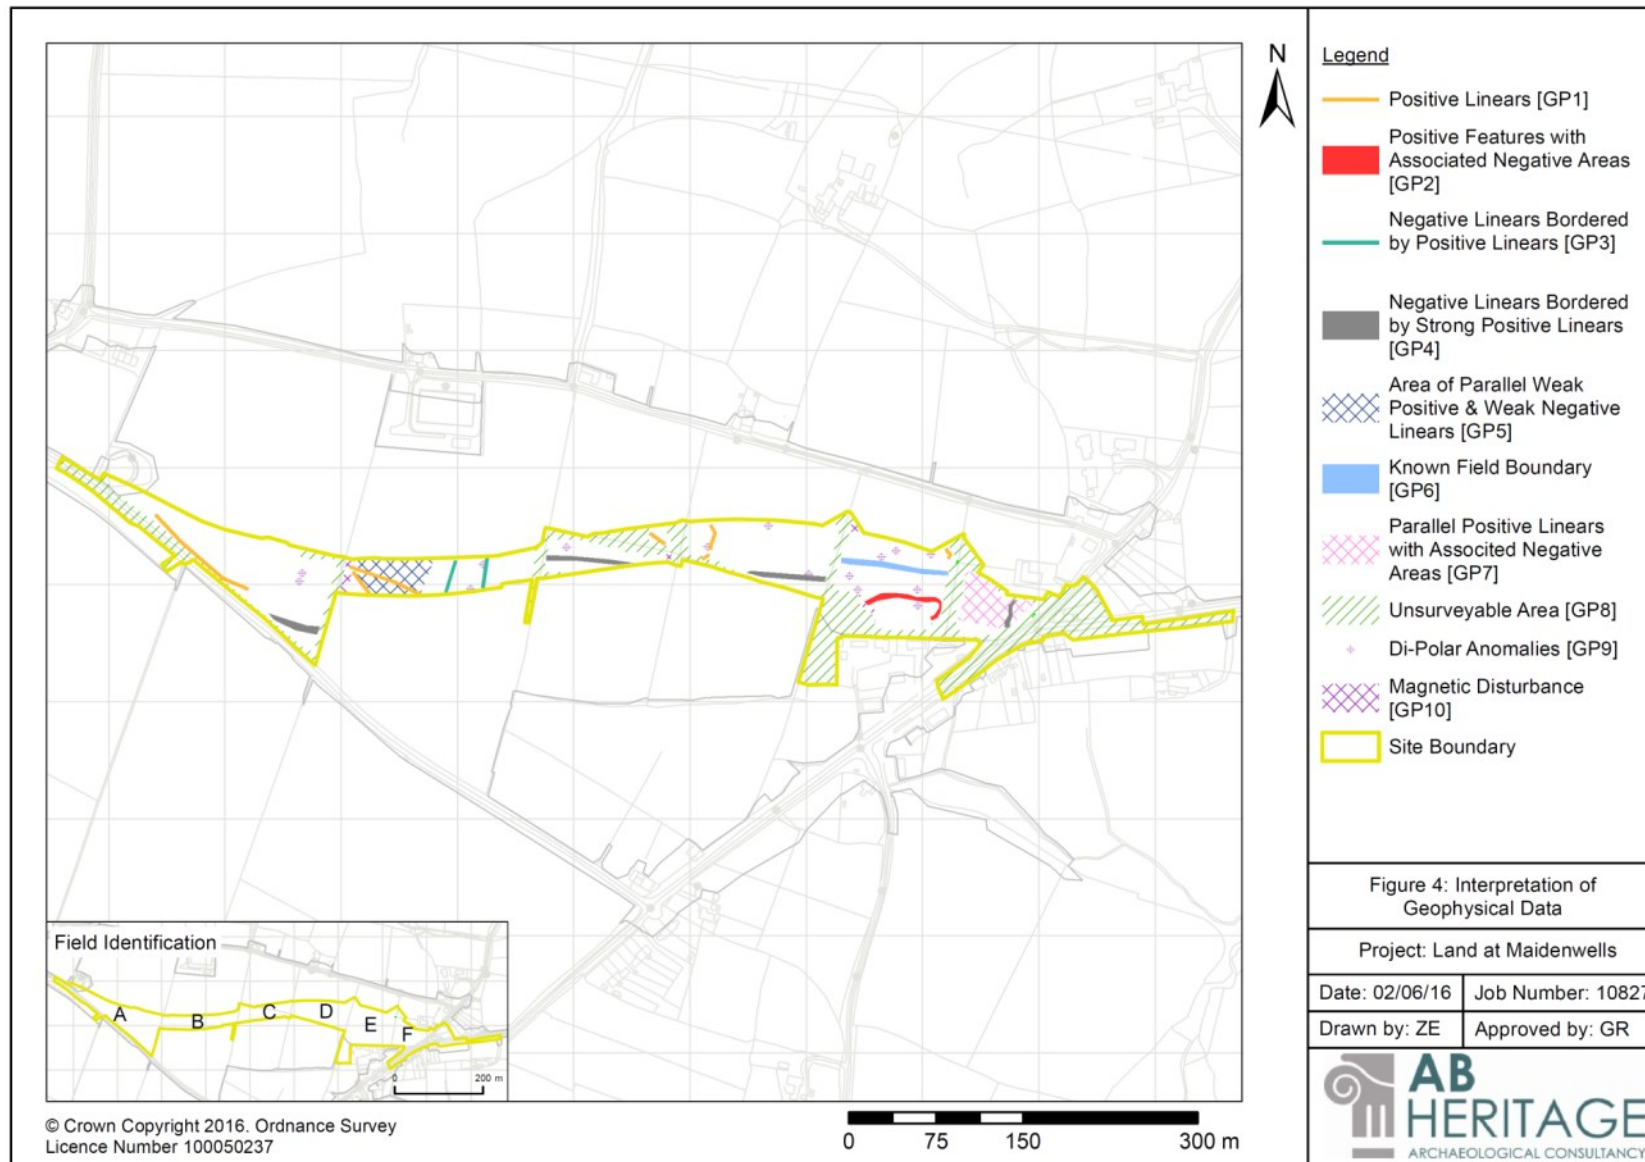 N
Legend
Positive Linears [GP1]
Positive Features with
Associated Negative Areas
[GP2]
Negative Linears Bordered
by Positive Linears [GP3]
Negative Linears Bordered
by Strong Positive Linears
[GP4]
Area of Parallel Weak
Positive & Weak Negative
Linears [GP5]
Known Field Boundary
[GP6]
Parallel Positive Linears
with Associted Negative
Areas [GP7]
Unsurveyable Area [GP8]
Di-Polar Anomalies [GP9]
Magnetic Disturbance
[GP10]
Site Boundary
Figure 4: Interpretation of
Geophysical Data
Project: Land at Maidenwells
Date: 02/06/16 Job Number: 10827
Drawn by: ZE Approved by: GR
AB
HERITAGE
ARCHAEOLOGICAL CONSULTANCY
Field Identification
A B C D E F
0 200 m
© Crown Copyright 2016. Ordnance Survey
Licence Number 100050237
0 75 150 300 m